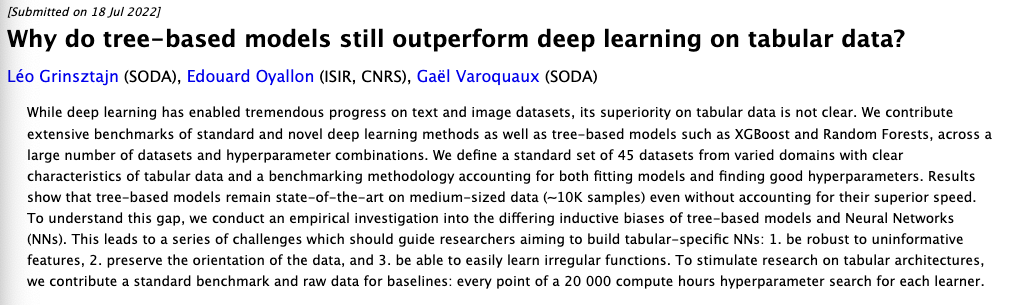 [Submitted on 18 Jul 2022]
Why do tree-based models still outperform deep learning on tabular data?
Léo Grinsztajn (SODA), Edouard Oyallon (ISIR, CNRS), Gaël Varoquaux (SODA)
While deep learning has enabled tremendous progress on text and image datasets, its superiority on tabular data is not clear. We contribute
extensive benchmarks of standard and novel deep learning methods as well as tree-based models such as XGBoost and Random Forests, across a
large number of datasets and hyperparameter combinations. We define a standard set of 45 datasets from varied domains with clear
characteristics of tabular data and a benchmarking methodology accounting for both fitting models and finding good hyperparameters. Results
show that tree-based models remain state-of-the-art on medium-sized data (~10K samples) even without accounting for their superior speed.
To understand this gap, we conduct an empirical investigation into the differing inductive biases of tree-based models and Neural Networks
(NNs). This leads to a series of challenges which should guide researchers aiming to build tabular-specific NNs: 1. be robust to uninformative
features, 2. preserve the orientation of the data, and 3. be able to easily learn irregular functions. To stimulate research on tabular architectures,
we contribute a standard benchmark and raw data for baselines: every point of a 20 000 compute hours hyperparameter search for each learner.